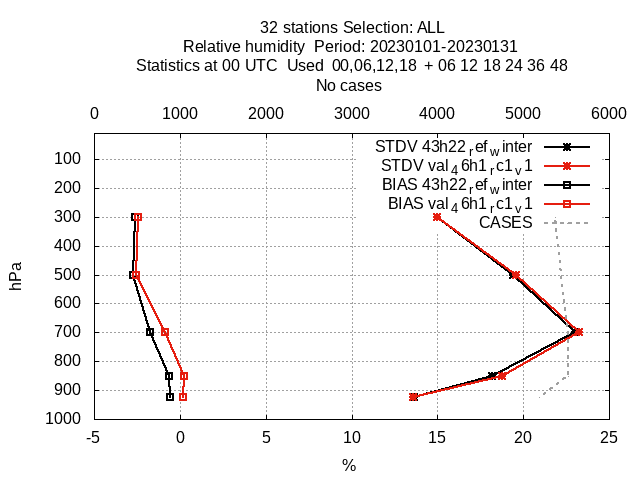 32 stations Selection: ALL
Relative humidity  Period: 20230101-20230131
Statistics at 00 UTC  Used  00,06,12,18  + 06 12 18 24 36 48
No cases
0 1000 2000 3000 4000 5000 6000
STDV 43h22_ref_winter
STDV val_46h1_rc1_v1
BIAS 43h22_ref_winter
BIAS val_46h1_rc1_v1
CASES
100
200
300
400
500
600
700
800
900
1000
hPa
-5 0 5 10 15 20 25
%